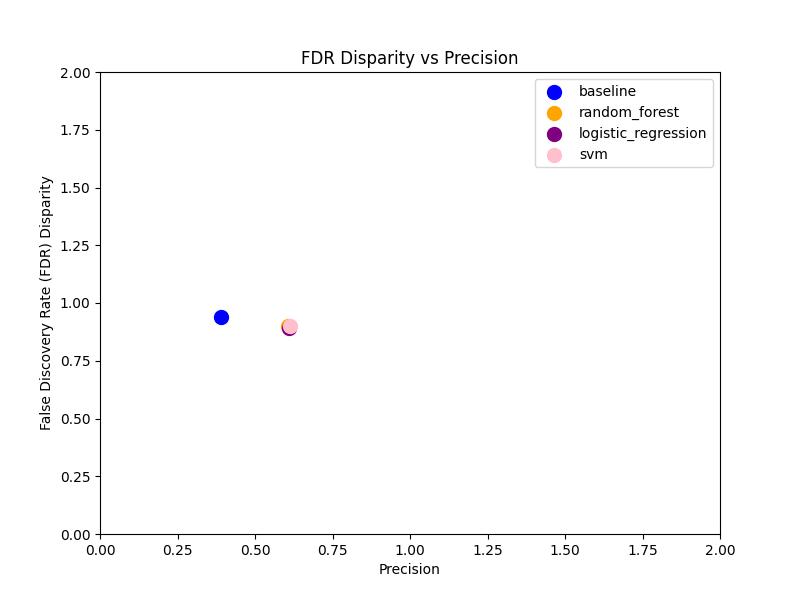 FDR Disparity vs Precision
baseline
random_forest
logistic_regression
svm
False Discovery Rate (FDR) Disparity
2.00
1.75
1.50
1.25
1.00
0.75
0.50
0.25
0.00
0.00 0.25 0.50 0.75 1.00 1.25 1.50 1.75 2.00
Precision